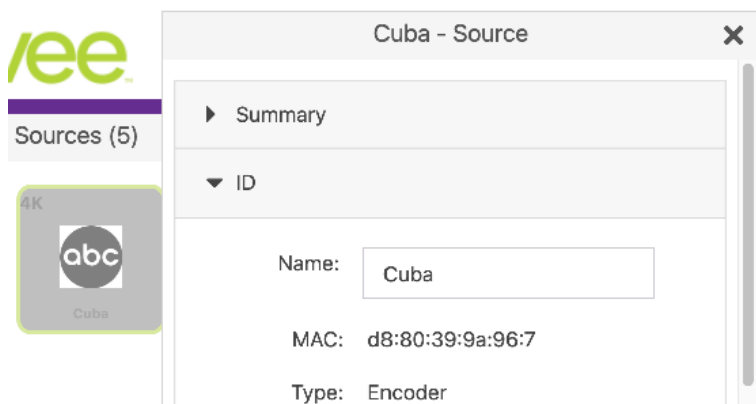 Cuba - Source
Summary
Sources (5)
ID
4K
abc
Cuba
Name:
Cuba
MAC: d8:80:39:9a:96:7
Type: Encoder